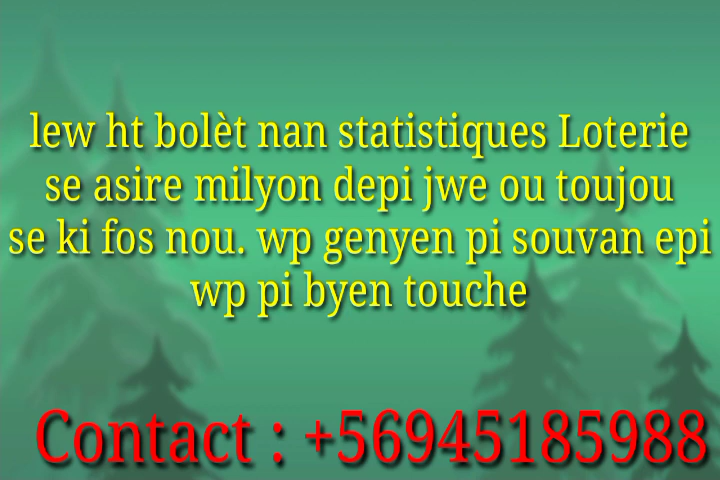 lew ht bolèt nan statistiques Loterie
se asire milyon depi jwe ou toujou
se ki fos nou. wp genyen pi souvan epi
wp pi byen touche
Contact : +56945185988